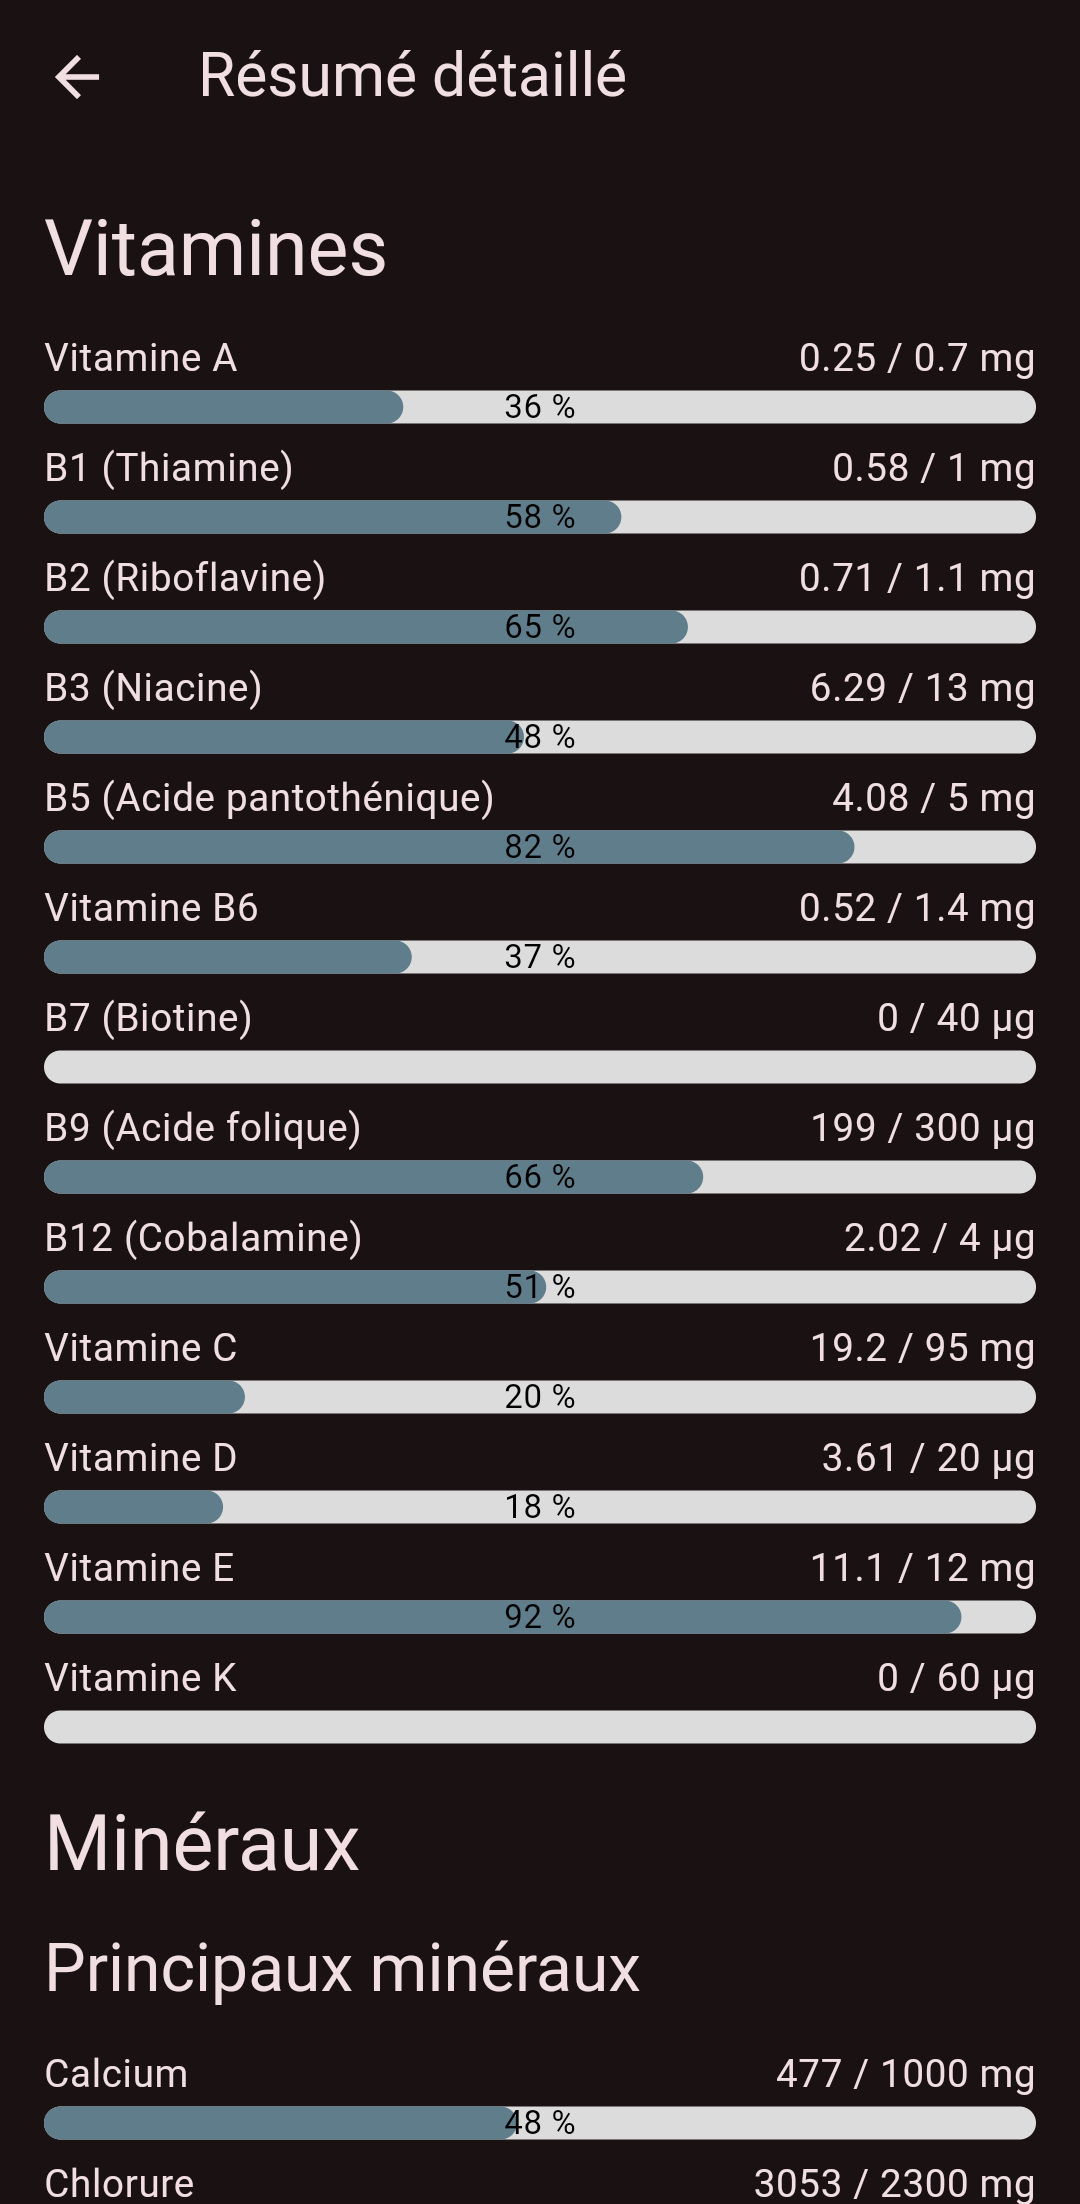 Résumé détaillé
Vitamines
Vitamine A 0.25 / 0.7 mg
36 %
B1 (Thiamine) 0.58 / 1 mg
58 %
B2 (Riboflavine) 0.71 / 1.1 mg
65 %
B3 (Niacine) 6.29 / 13 mg
48 %
B5 (Acide pantothénique) 4.08 / 5 mg
82 %
Vitamine B6 0.52 / 1.4 mg
37 %
B7 (Biotine) 0 / 40 µg
B9 (Acide folique) 199 / 300 µg
66 %
B12 (Cobalamine) 2.02 / 4 µg
51 %
Vitamine C 19.2 / 95 mg
20 %
Vitamine D 3.61 / 20 µg
18 %
Vitamine E 11.1 / 12 mg
92 %
Vitamine K 0 / 60 µg
Minéraux
Principaux minéraux
Calcium 477 / 1000 mg
48 %
Chlorure 3053 / 2300 mg